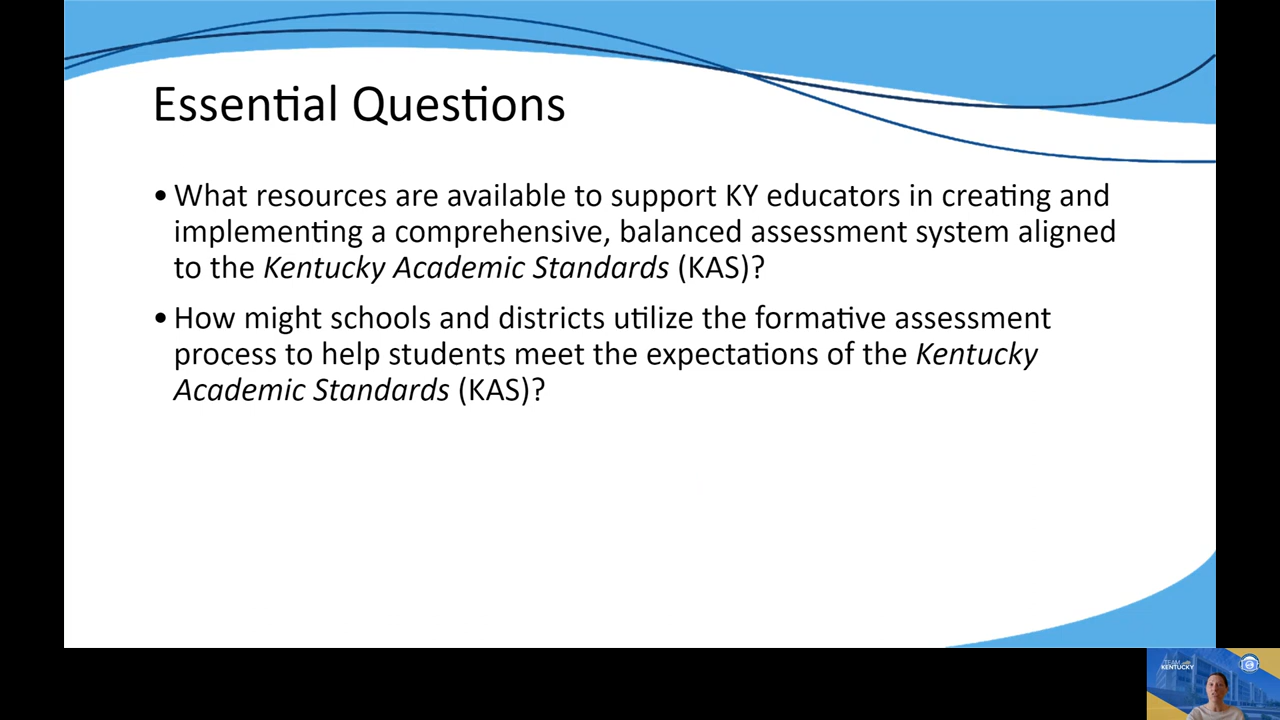 Essential Questions
• What resources are available to support KY educators in creating and
implementing a comprehensive, balanced assessment system aligned
to the Kentucky Academic Standards (KAS)?
• How might schools and districts utilize the formative assessment
process to help students meet the expectations of the Kentucky
Academic Standards (KAS)?
TEAM
KENTUCKY